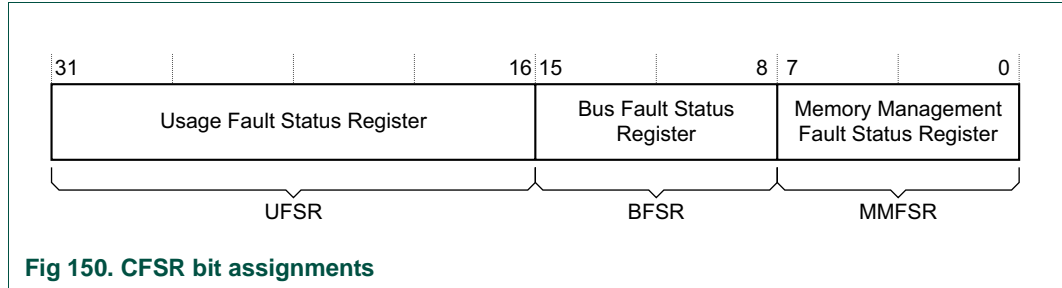 31 16 15 8 7 0
Usage Fault Status Register
Bus Fault Status
Register
Memory Management
Fault Status Register
UFSR BFSR MMFSR
Fig 150. CFSR bit assignments